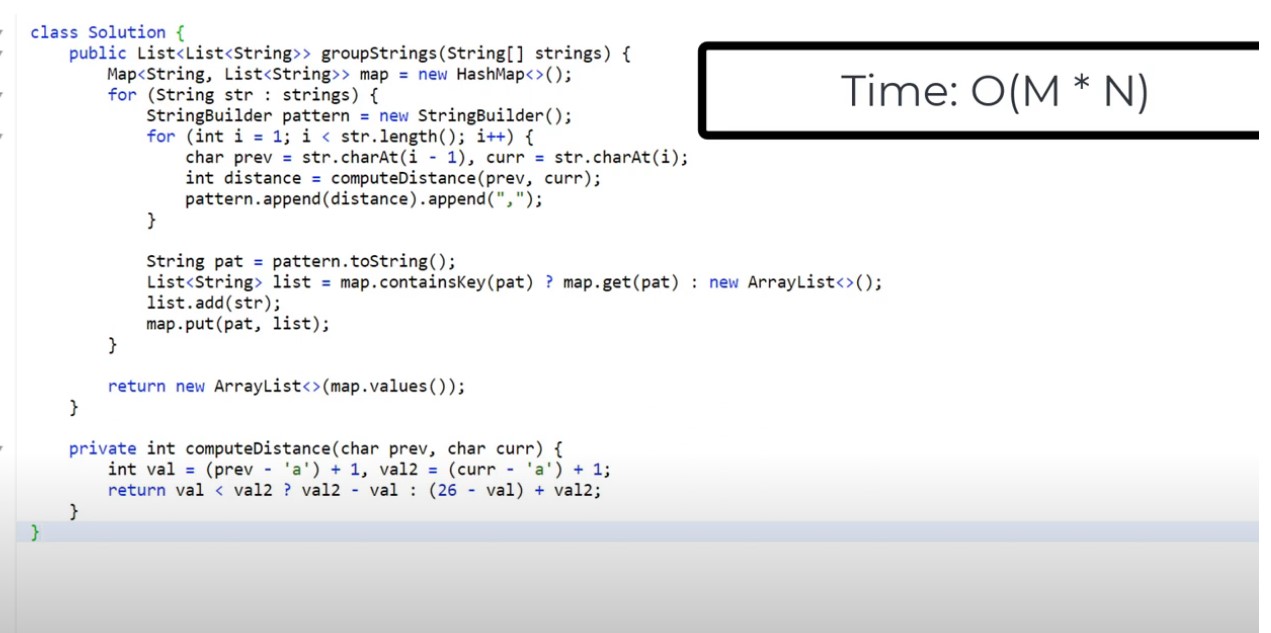 class Solution {
    public List<List<String>> groupStrings(String[] strings) {
Time: O(M * N)
        Map<String, List<String>> map = new HashMap<>();
        for (String str : strings) {
            StringBuilder pattern = new StringBuilder();
            for (int i = 1; i < str.length(); i++) {
                char prev = str.charAt(i - 1), curr = str.charAt(i);
                int distance = computeDistance(prev, curr);
                pattern.append(distance).append(",");
            }
            String pat = pattern.toString();
            List<String> list = map.containsKey(pat) ? map.get(pat) : new ArrayList<>();
            list.add(str);
            map.put(pat, list);
        }
        return new ArrayList<>(map.values());
    }
    private int computeDistance(char prev, char curr) {
        int val = (prev - 'a') + 1, val2 = (curr - 'a') + 1;
        return val < val2 ? val2 - val : (26 - val) + val2;
    }
}